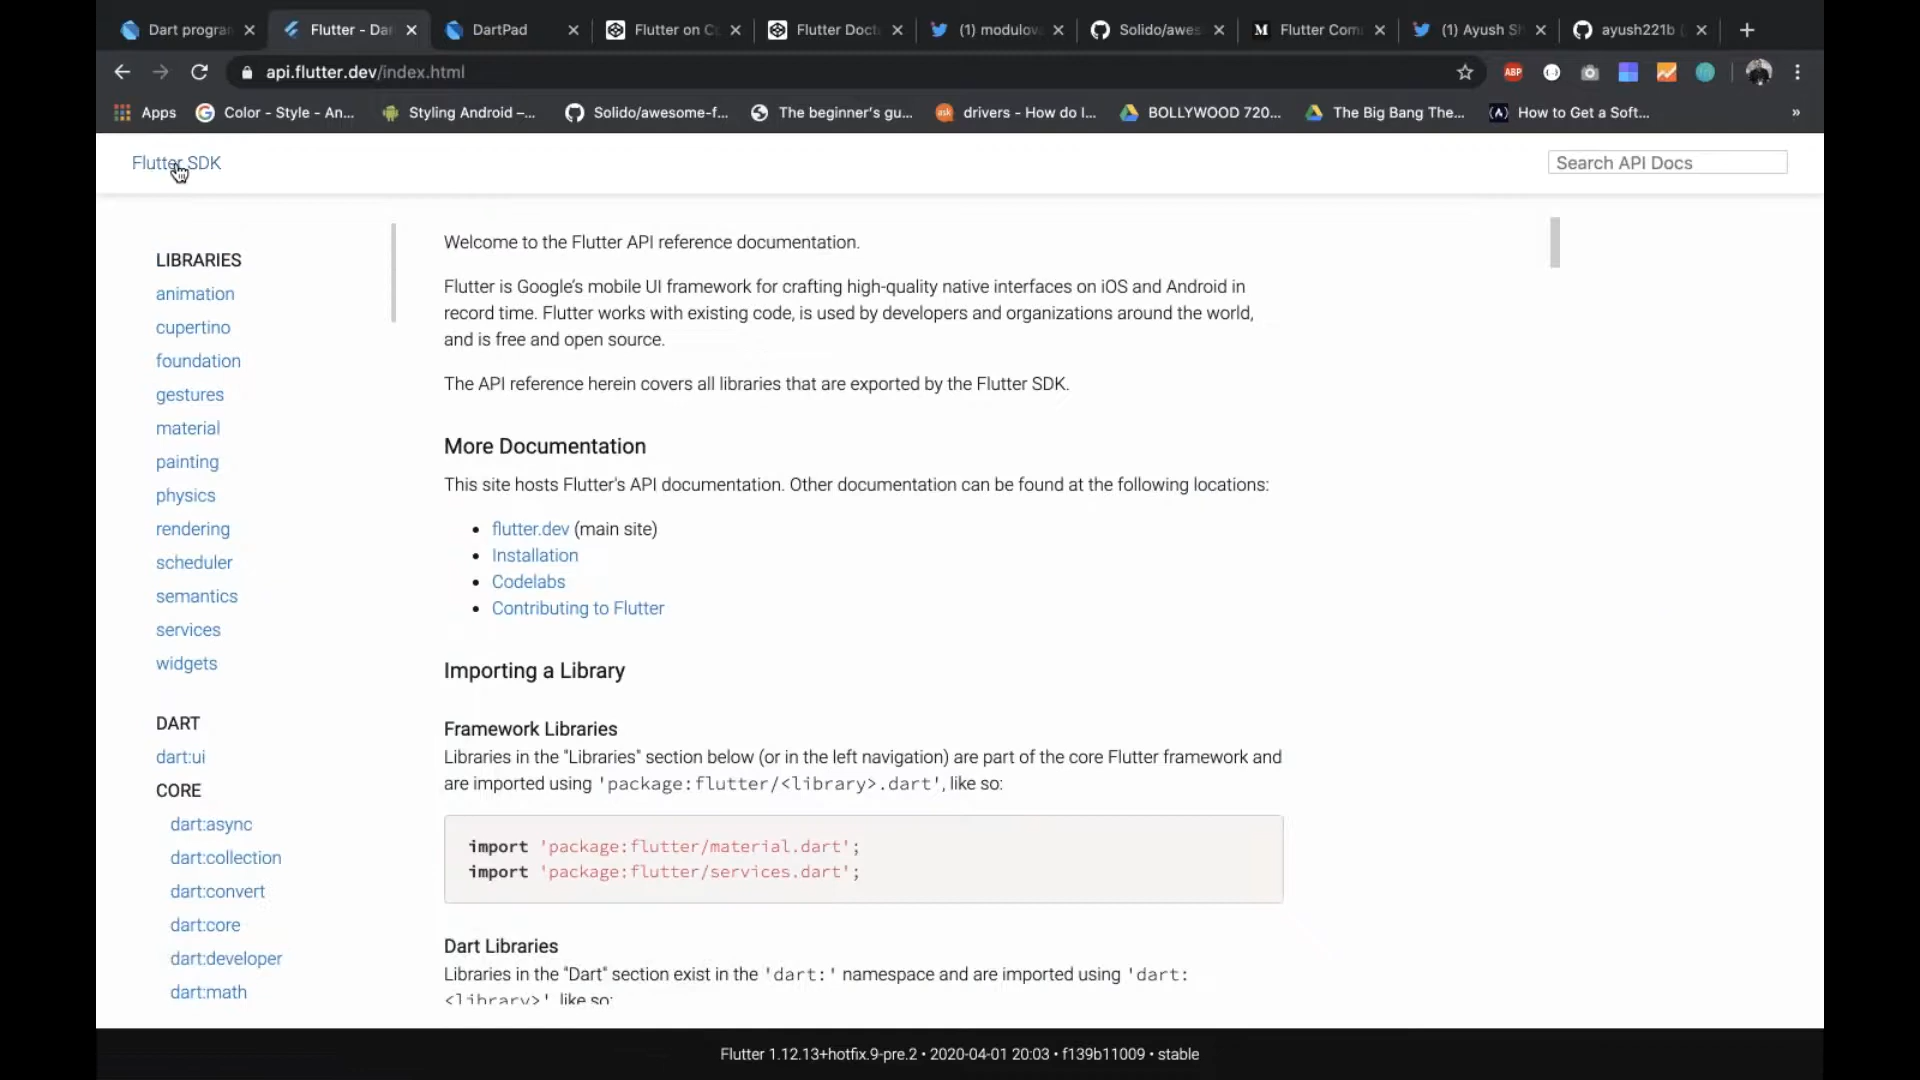 Dart progra
Flutter - Da
DartPad
Flutter on C
Flutter Doct
(1) modulov
Solido/awes
M
Flutter Com
(1) Ayush S
ayush221b
api.flutter.dev/index.html
ABP
Apps
Color - Style - An...
Styling Android –...
Solido/awesome-f...
The beginner's gu...
ask
drivers - How do I...
BOLLYWOOD 720...
The Big Bang The...
(A)
How to Get a Soft...
»
Flutter SDK
Search API Docs
LIBRARIES
animation
cupertino
foundation
gestures
material
painting
physics
rendering
scheduler
semantics
services
widgets
DART
dart:ui
CORE
dart:async
dart:collection
dart:convert
dart:core
dart:developer
dart:math
Welcome to the Flutter API reference documentation.
Flutter is Google's mobile UI framework for crafting high-quality native interfaces on iOS and Android in
record time. Flutter works with existing code, is used by developers and organizations around the world,
and is free and open source.
The API reference herein covers all libraries that are exported by the Flutter SDK.
More Documentation
This site hosts Flutter's API documentation. Other documentation can be found at the following locations:
• flutter.dev (main site)
• Installation
• Codelabs
• Contributing to Flutter
Importing a Library
Framework Libraries
Libraries in the "Libraries" section below (or in the left navigation) are part of the core Flutter framework and
are imported using 'package:flutter/<library>.dart', like so:
import 'package:flutter/material.dart';
import 'package:flutter/services.dart';
Dart Libraries
Libraries in the "Dart" section exist in the 'dart:' namespace and are imported using 'dart:
<library>', like so:
Flutter 1.12.13+hotfix.9-pre.2 • 2020-04-01 20:03 • f139b11009 • stable